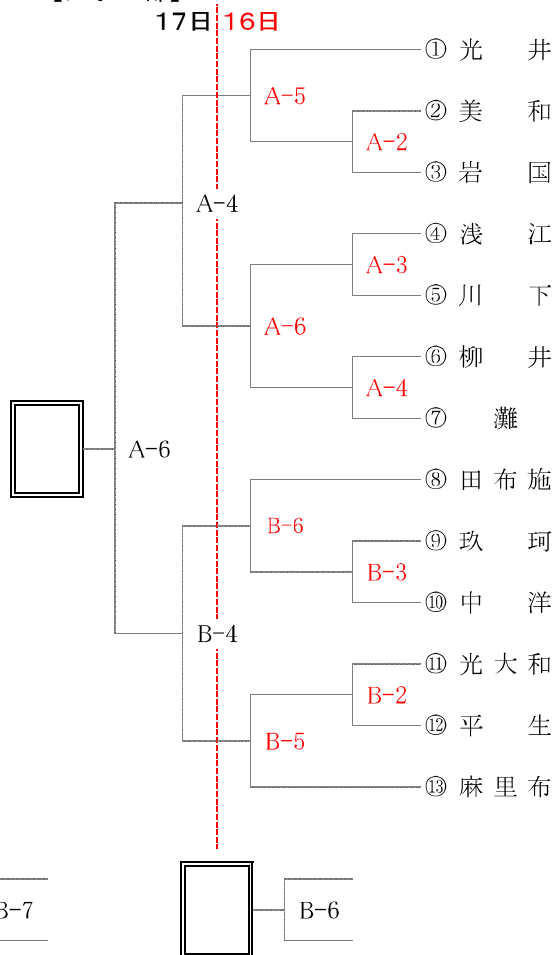 17日 16日
① 光 井
A-5
② 美 和
A-2
③ 岩 国
A-4
④ 浅 江
A-3
⑤ 川 下
A-6
⑥ 柳 井
A-4
⑦ 灘
A-6
⑧ 田 布 施
B-6
⑨ 玖 珂
B-3
⑩ 中 洋
B-4
⑪ 光 大 和
B-2
⑫ 平 生
B-5
⑬ 麻 里 布
B-7 B-6